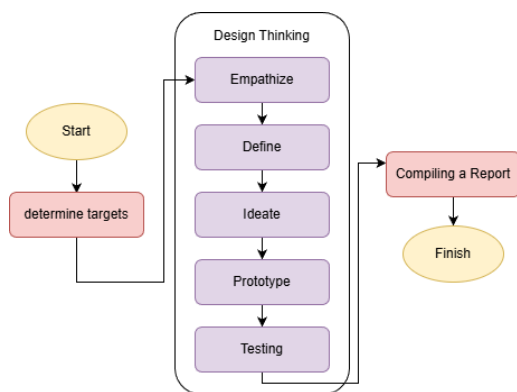 Start
determine targets
Design Thinking
Empathize
Define
Ideate
Prototype
Testing
Compiling a Report
Finish